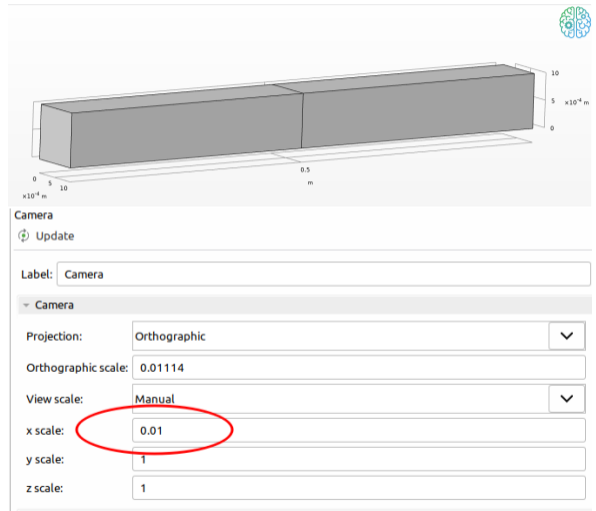 10
5
×10⁻⁴ m
0
0.5
m
0
5
10
×10⁻⁴ m
Camera
Update
Label: Camera
Camera
Projection: Orthographic
Orthographic scale: 0.01114
View scale: Manual
x scale: 0.01
y scale: 1
z scale: 1